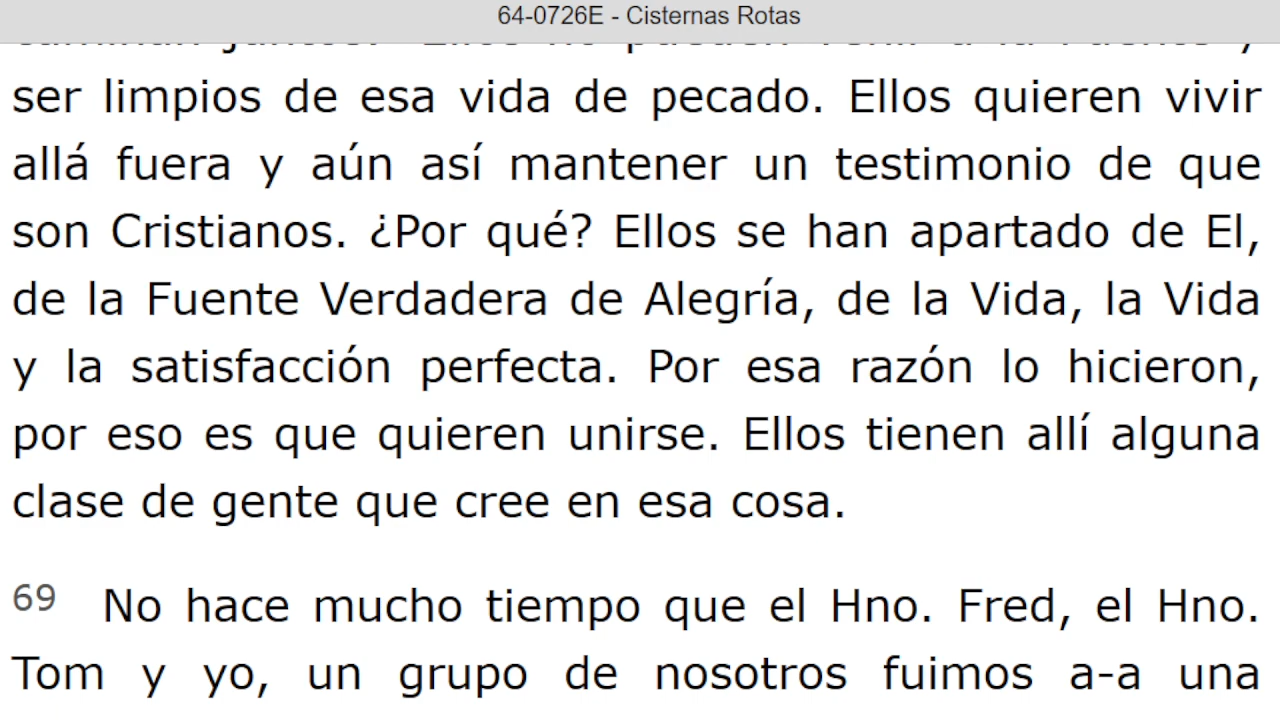 64-0726E - Cisternas Rotas
ser limpios de esa vida de pecado. Ellos quieren vivir
allá fuera y aún así mantener un testimonio de que
son Cristianos. ¿Por qué? Ellos se han apartado de El,
de la Fuente Verdadera de Alegría, de la Vida, la Vida
y la satisfacción perfecta. Por esa razón lo hicieron,
por eso es que quieren unirse. Ellos tienen allí alguna
clase de gente que cree en esa cosa.
69 No hace mucho tiempo que el Hno. Fred, el Hno.
Tom y yo, un grupo de nosotros fuimos a-a una